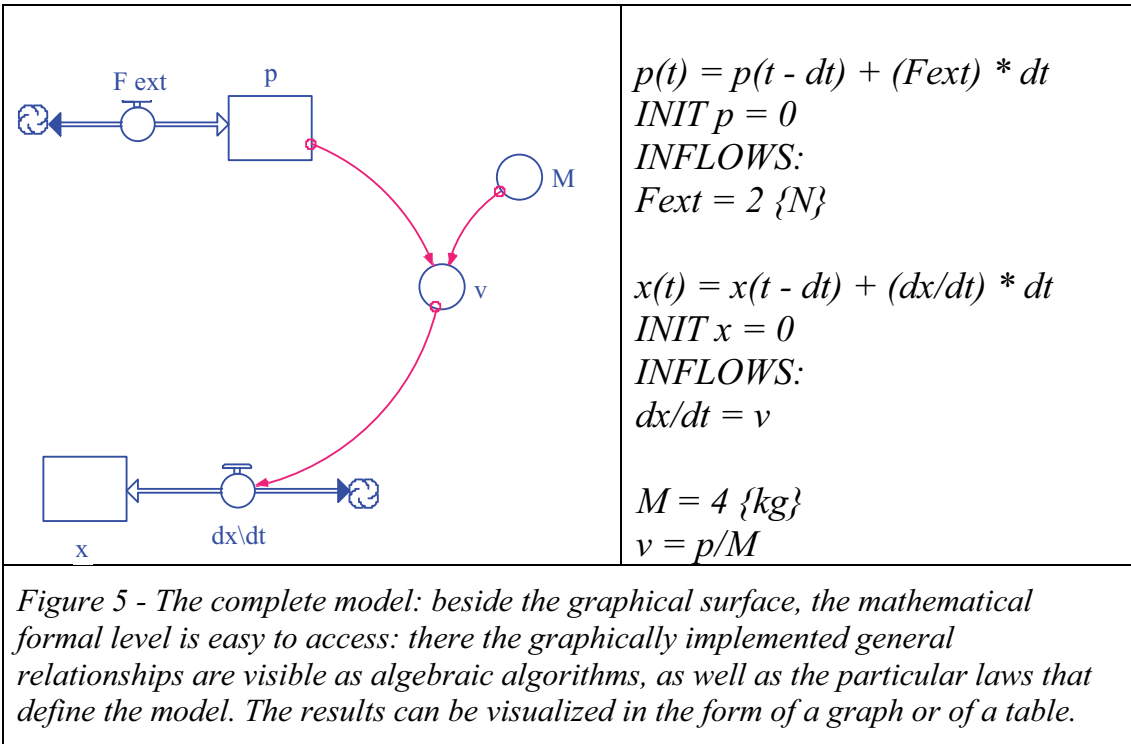 F ext
p
M
v
dx\dt
x
p(t) = p(t - dt) + (Fext) * dt
INIT p = 0
INFLOWS:
Fext = 2 {N}
x(t) = x(t - dt) + (dx/dt) * dt
INIT x = 0
INFLOWS:
dx/dt = v
M = 4 {kg}
v = p/M
Figure 5 - The complete model: beside the graphical surface, the mathematical
formal level is easy to access: there the graphically implemented general
relationships are visible as algebraic algorithms, as well as the particular laws that
define the model. The results can be visualized in the form of a graph or of a table.